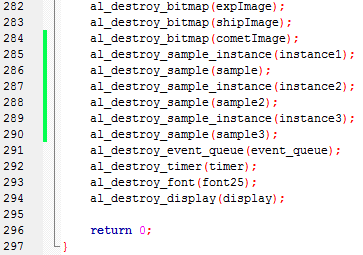 282 al_destroy_bitmap(expImage);
283 al_destroy_bitmap(shipImage);
284 al_destroy_bitmap(cometImage);
285 al_destroy_sample_instance(instance1);
286 al_destroy_sample(sample);
287 al_destroy_sample_instance(instance2);
288 al_destroy_sample(sample2);
289 al_destroy_sample_instance(instance3);
290 al_destroy_sample(sample3);
291 al_destroy_event_queue(event_queue);
292 al_destroy_timer(timer);
293 al_destroy_font(font25);
294 al_destroy_display(display);
295
296 return 0;
297 }